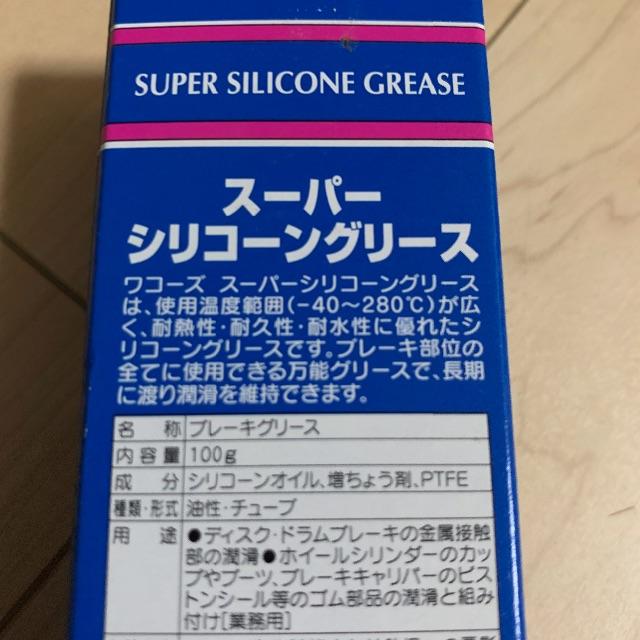 SUPER SILICONE GREASE
スーパー
シリコーングリース
ワコーズ スーパーシリコーングリース
は、使用温度範囲(-40～280℃)が広
く、耐熱性・耐久性・耐水性に優れたシ
リコーングリースです。ブレーキ部位の
全てに使用できる万能グリースで、長期
に渡り潤滑を維持できます。
名 称 ブレーキグリース
内容量 100g
成 分 シリコーンオイル、増ちょう剤、PTFE
種類・形式 油性・チューブ
用 途 ●ディスク・ドラムブレーキの金属接触
部の潤滑●ホイールシリンダーのカッ
プやブーツ、ブレーキキャリパーのピス
トンシール等のゴム部品の潤滑と組み
付け[業務用]